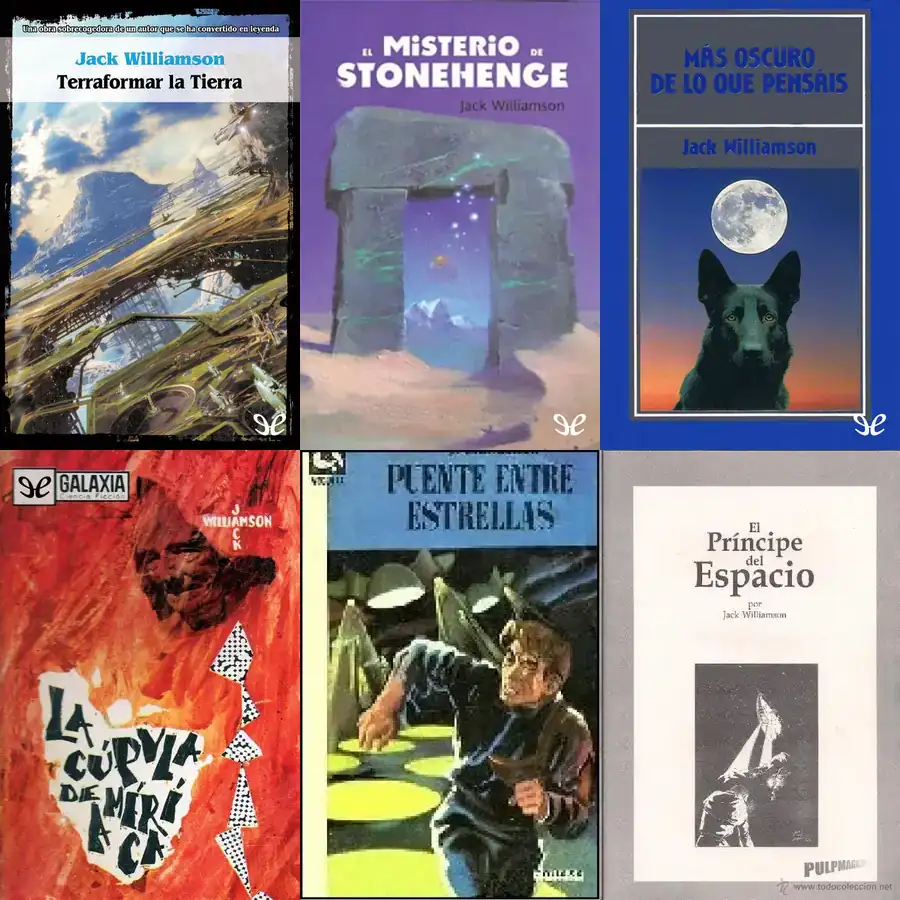 Una obra sobrecogedora de un autor que se ha convertido en leyenda
Jack Williamson
Terraformar la Tierra
EL MISTERIO DE
STONEHENGE
Jack Williamson
MÁS OSCURO
DE LO QUE PENSÁIS
Jack Williamson
GALAXIA
Ciencia Ficción
JACK
WILLIAMSON
LA
CÚPULA
DE AMÉRICA
PUENTE ENTRE
ESTRELLAS
El
Príncipe
del
Espacio
por
Jack Williamson
PULPMAGAZINE
www.todocoleccion.net